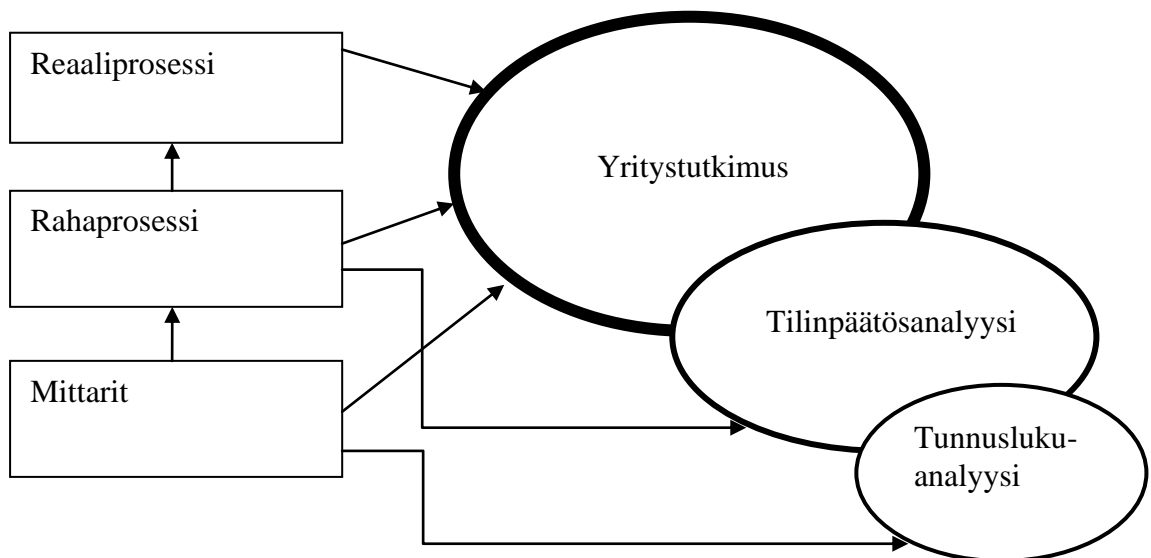 Reaaliprosessi
Yritystutkimus
Rahaprosessi
Tilinpäätösanalyysi
Mittarit
Tunnusluku-
analyysi